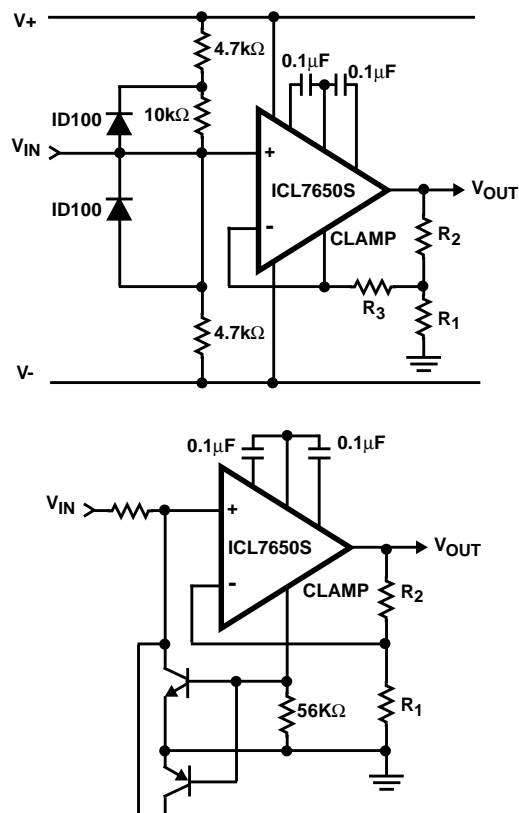 V+
4.7kΩ
0.1µF 0.1µF
ID100 10kΩ
VIN
+
ICL7650S
VOUT
ID100
-
CLAMP
R2
R3
R1
4.7kΩ
V-
0.1µF 0.1µF
VIN
+
ICL7650S
VOUT
-
CLAMP
R2
56KΩ
R1